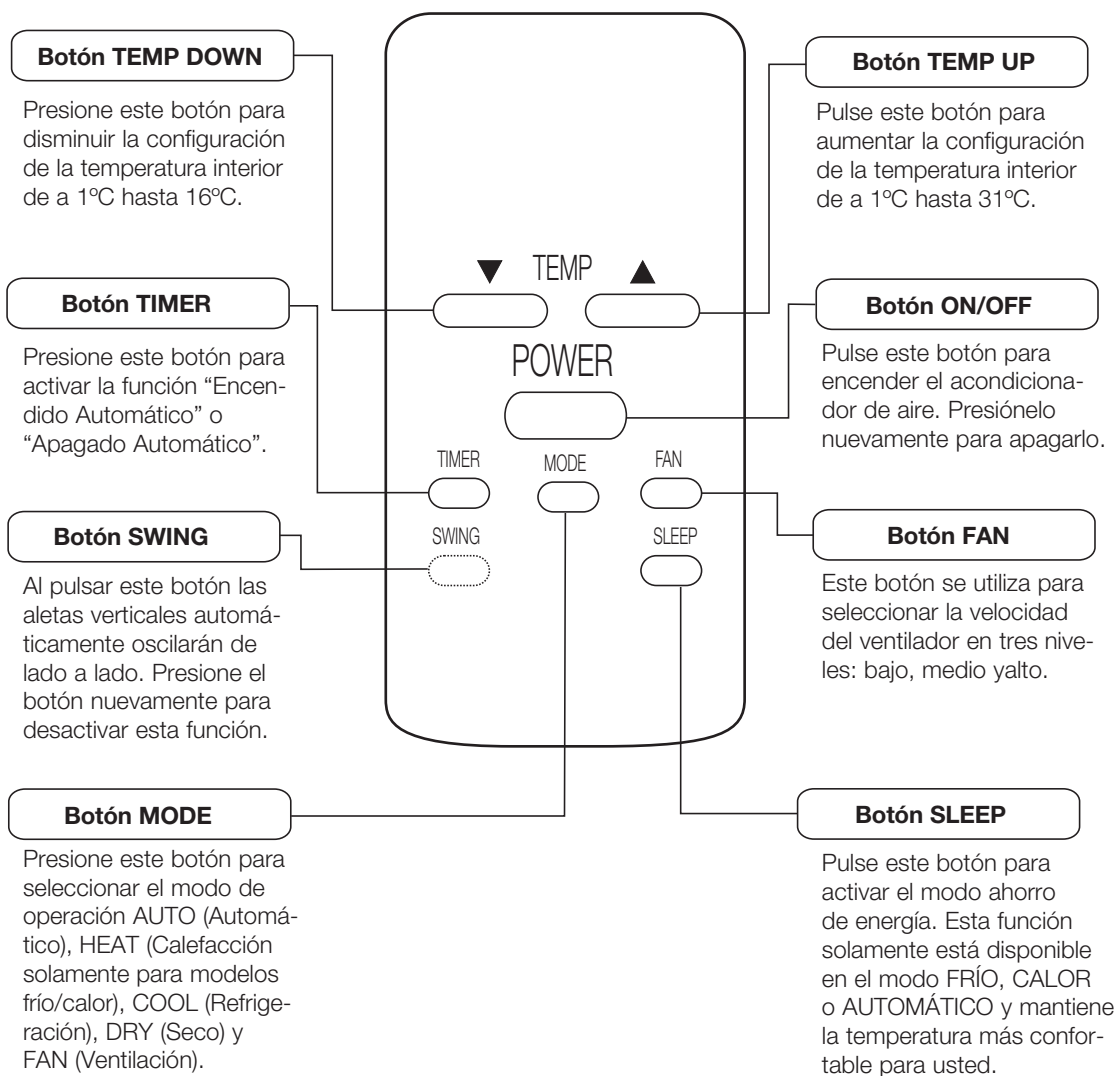 Botón TEMP DOWN
Presione este botón para
disminuir la configuración
de la temperatura interior
de a 1ºC hasta 16ºC.
Botón TEMP UP
Pulse este botón para
aumentar la configuración
de la temperatura interior
de a 1ºC hasta 31ºC.
▼ TEMP ▲
POWER
TIMER MODE FAN
SWING SLEEP
Botón TIMER
Presione este botón para
activar la función “Encen-
dido Automático” o
“Apagado Automático”.
Botón ON/OFF
Pulse este botón para
encender el acondiciona-
dor de aire. Presiónelo
nuevamente para apagarlo.
Botón SWING
Al pulsar este botón las
aletas verticales automá-
ticamente oscilarán de
lado a lado. Presione el
botón nuevamente para
desactivar esta función.
Botón FAN
Este botón se utiliza para
seleccionar la velocidad
del ventilador en tres nive-
les: bajo, medio yalto.
Botón MODE
Presione este botón para
seleccionar el modo de
operación AUTO (Automá-
tico), HEAT (Calefacción
solamente para modelos
frío/calor), COOL (Refrige-
ración), DRY (Seco) y
FAN (Ventilación).
Botón SLEEP
Pulse este botón para
activar el modo ahorro
de energía. Esta función
solamente está disponible
en el modo FRÍO, CALOR
o AUTOMÁTICO y mantiene
la temperatura más confor-
table para usted.